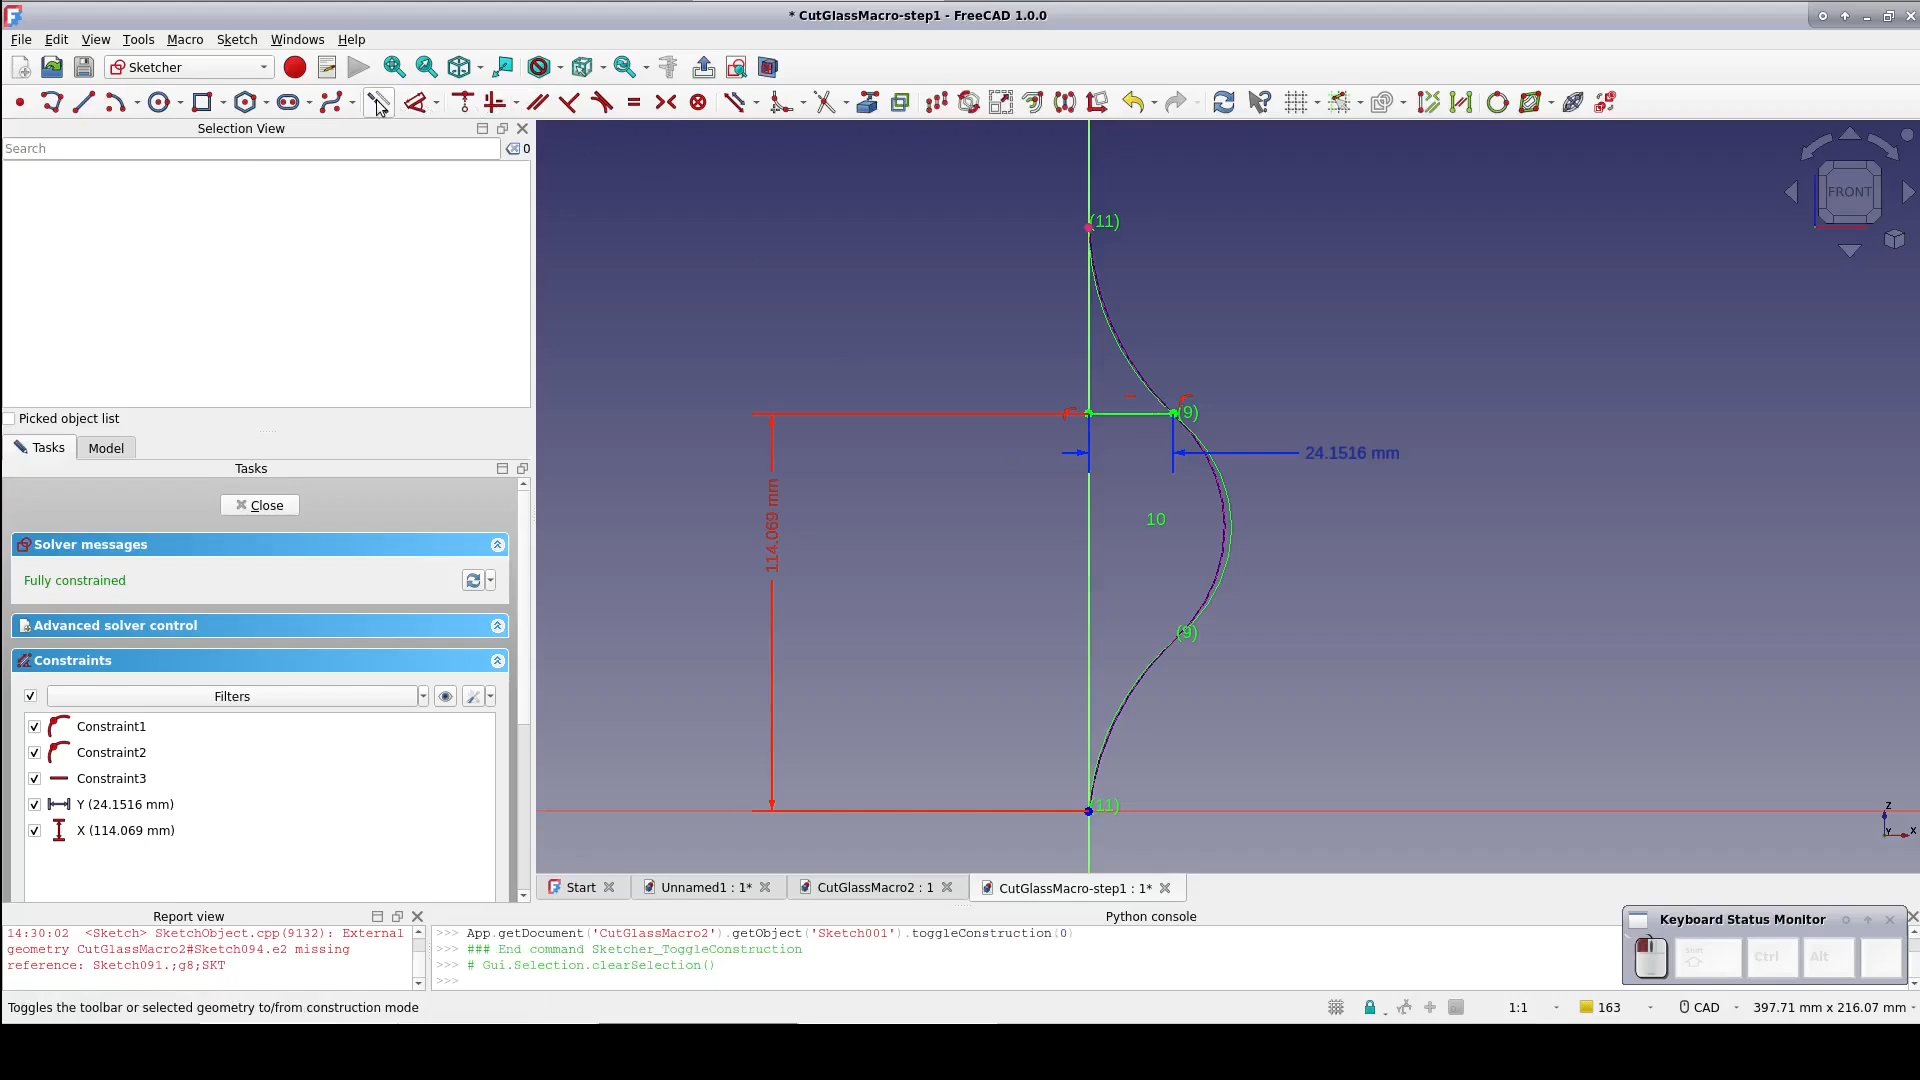 * CutGlassMacro-step1 - FreeCAD 1.0.0
File Edit View Tools Macro Sketch Windows Help
Sketcher
Selection View
Search
0
Picked object list
Tasks Model
Tasks
Close
Solver messages
Fully constrained
Advanced solver control
Constraints
Filters
Constraint1
Constraint2
Constraint3
Y (24.1516 mm)
X (114.069 mm)
(11)
(9)
24.1516 mm
114.069 mm
10
(9)
(11)
FRONT
Z
Y
X
Start
Unnamed1 : 1*
CutGlassMacro2 : 1
CutGlassMacro-step1 : 1*
Report view
14:30:02 <Sketch> SketchObject.cpp(9132): External
geometry CutGlassMacro2#Sketch094.e2 missing
reference: Sketch091.;g8;SKT
Python console
>>> App.getDocument('CutGlassMacro2').getObject('Sketch001').toggleConstruction(0)
>>> ### End command Sketcher_ToggleConstruction
>>> # Gui.Selection.clearSelection()
>>>
Keyboard Status Monitor
Start
Ctrl
Alt
Toggles the toolbar or selected geometry to/from construction mode
1:1
163
CAD
397.71 mm x 216.07 mm